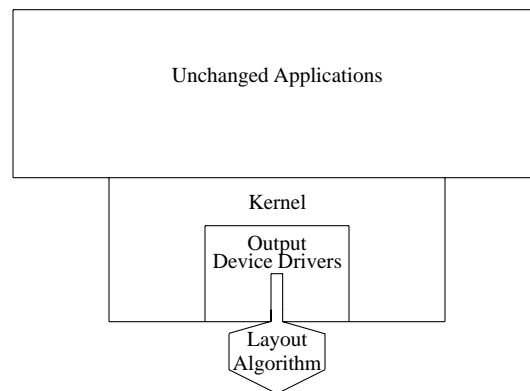 Unchanged Applications
Kernel
Output
Device Drivers
Layout
Algorithm